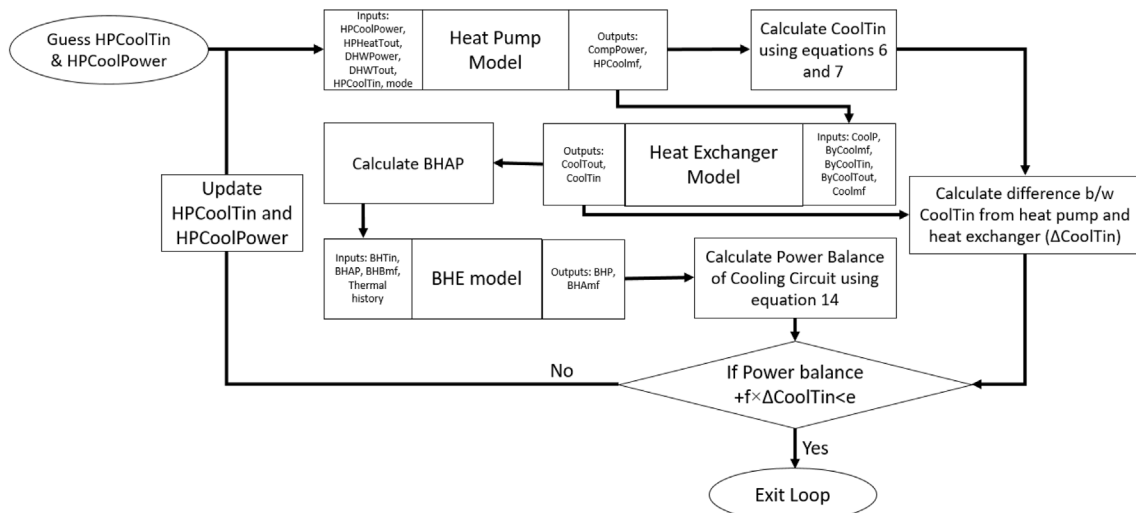 Guess HPCoolTin
& HPCoolPower
Inputs:
HPCoolPower,
HPHeatTout,
DHWPower,
DHWTout,
HPCoolTin, mode
Heat Pump
Model
Outputs:
CompPower,
HPCoolmf,
Calculate CoolTin
using equations 6
and 7
Calculate BHAP
Outputs:
CoolTout,
CoolTin
Heat Exchanger
Model
Inputs: CoolP,
ByCoolmf,
ByCoolTin,
ByCoolTout,
Coolmf
Update
HPCoolTin and
HPCoolPower
Calculate difference b/w
CoolTin from heat pump and
heat exchanger (ΔCoolTin)
Inputs: BHTin,
BHAP, BHBmf,
Thermal
history
BHE model
Outputs: BHP,
BHAmf
Calculate Power Balance
of Cooling Circuit using
equation 14
No
If Power balance
+f×ΔCoolTin<e
Yes
Exit Loop